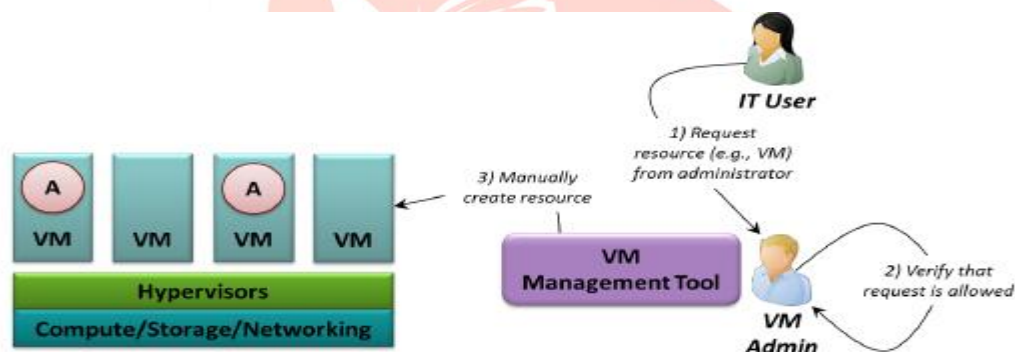 IT User
1) Request
resource (e.g., VM)
from administrator
A
A
VM
VM
VM
VM
3) Manually
create resource
VM
Management Tool
2) Verify that
request is allowed
Hypervisors
Compute/Storage/Networking
VM
Admin